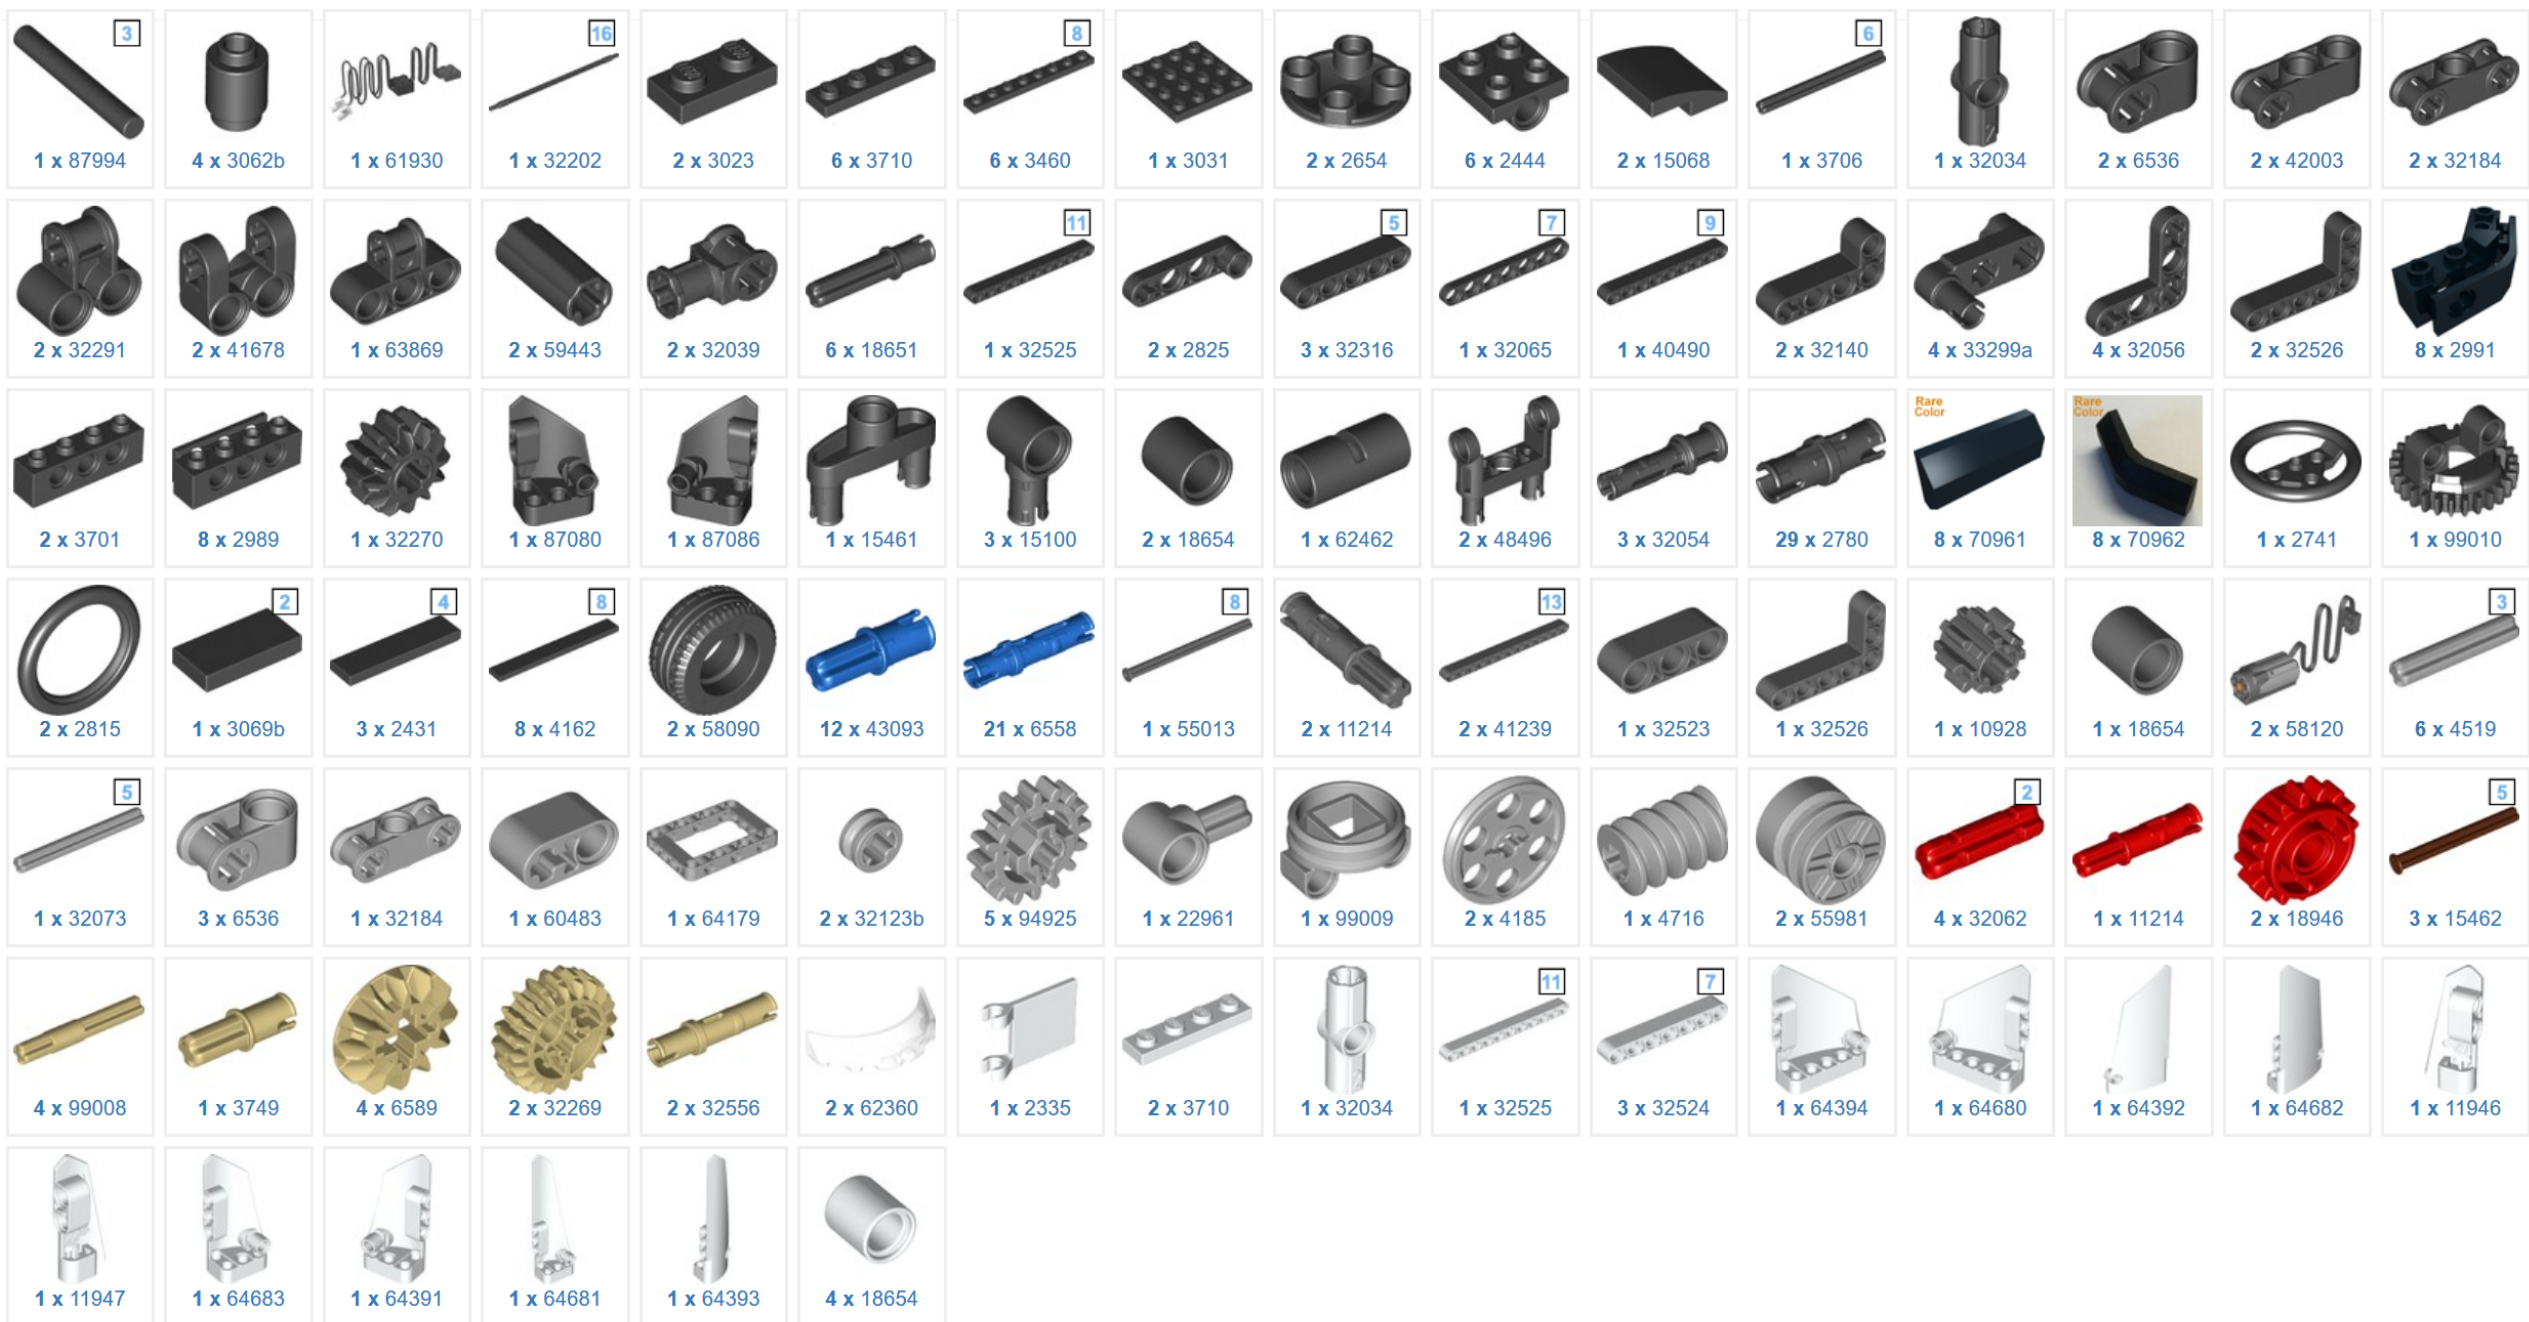 3 16 8 6
1 x 87994 4 x 3062b 1 x 61930 1 x 32202 2 x 3023 6 x 3710 6 x 3460 1 x 3031 2 x 2654 6 x 2444 2 x 15068 1 x 3706 1 x 32034 2 x 6536 2 x 42003 2 x 32184
11 5 7 9
2 x 32291 2 x 41678 1 x 63869 2 x 59443 2 x 32039 6 x 18651 1 x 32525 2 x 2825 3 x 32316 1 x 32065 1 x 40490 2 x 32140 4 x 33299a 4 x 32056 2 x 32526 8 x 2991
Rare Rare
Color Color
2 x 3701 8 x 2989 1 x 32270 1 x 87080 1 x 87086 1 x 15461 3 x 15100 2 x 18654 1 x 62462 2 x 48496 3 x 32054 29 x 2780 8 x 70961 8 x 70962 1 x 2741 1 x 99010
2 4 8 8 13 3
2 x 2815 1 x 3069b 3 x 2431 8 x 4162 2 x 58090 12 x 43093 21 x 6558 1 x 55013 2 x 11214 2 x 41239 1 x 32523 1 x 32526 1 x 10928 1 x 18654 2 x 58120 6 x 4519
5 2 5
1 x 32073 3 x 6536 1 x 32184 1 x 60483 1 x 64179 2 x 32123b 5 x 94925 1 x 22961 1 x 99009 2 x 4185 1 x 4716 2 x 55981 4 x 32062 1 x 11214 2 x 18946 3 x 15462
11 7
4 x 99008 1 x 3749 4 x 6589 2 x 32269 2 x 32556 2 x 62360 1 x 2335 2 x 3710 1 x 32034 1 x 32525 3 x 32524 1 x 64394 1 x 64680 1 x 64392 1 x 64682 1 x 11946
1 x 11947 1 x 64683 1 x 64391 1 x 64681 1 x 64393 4 x 18654